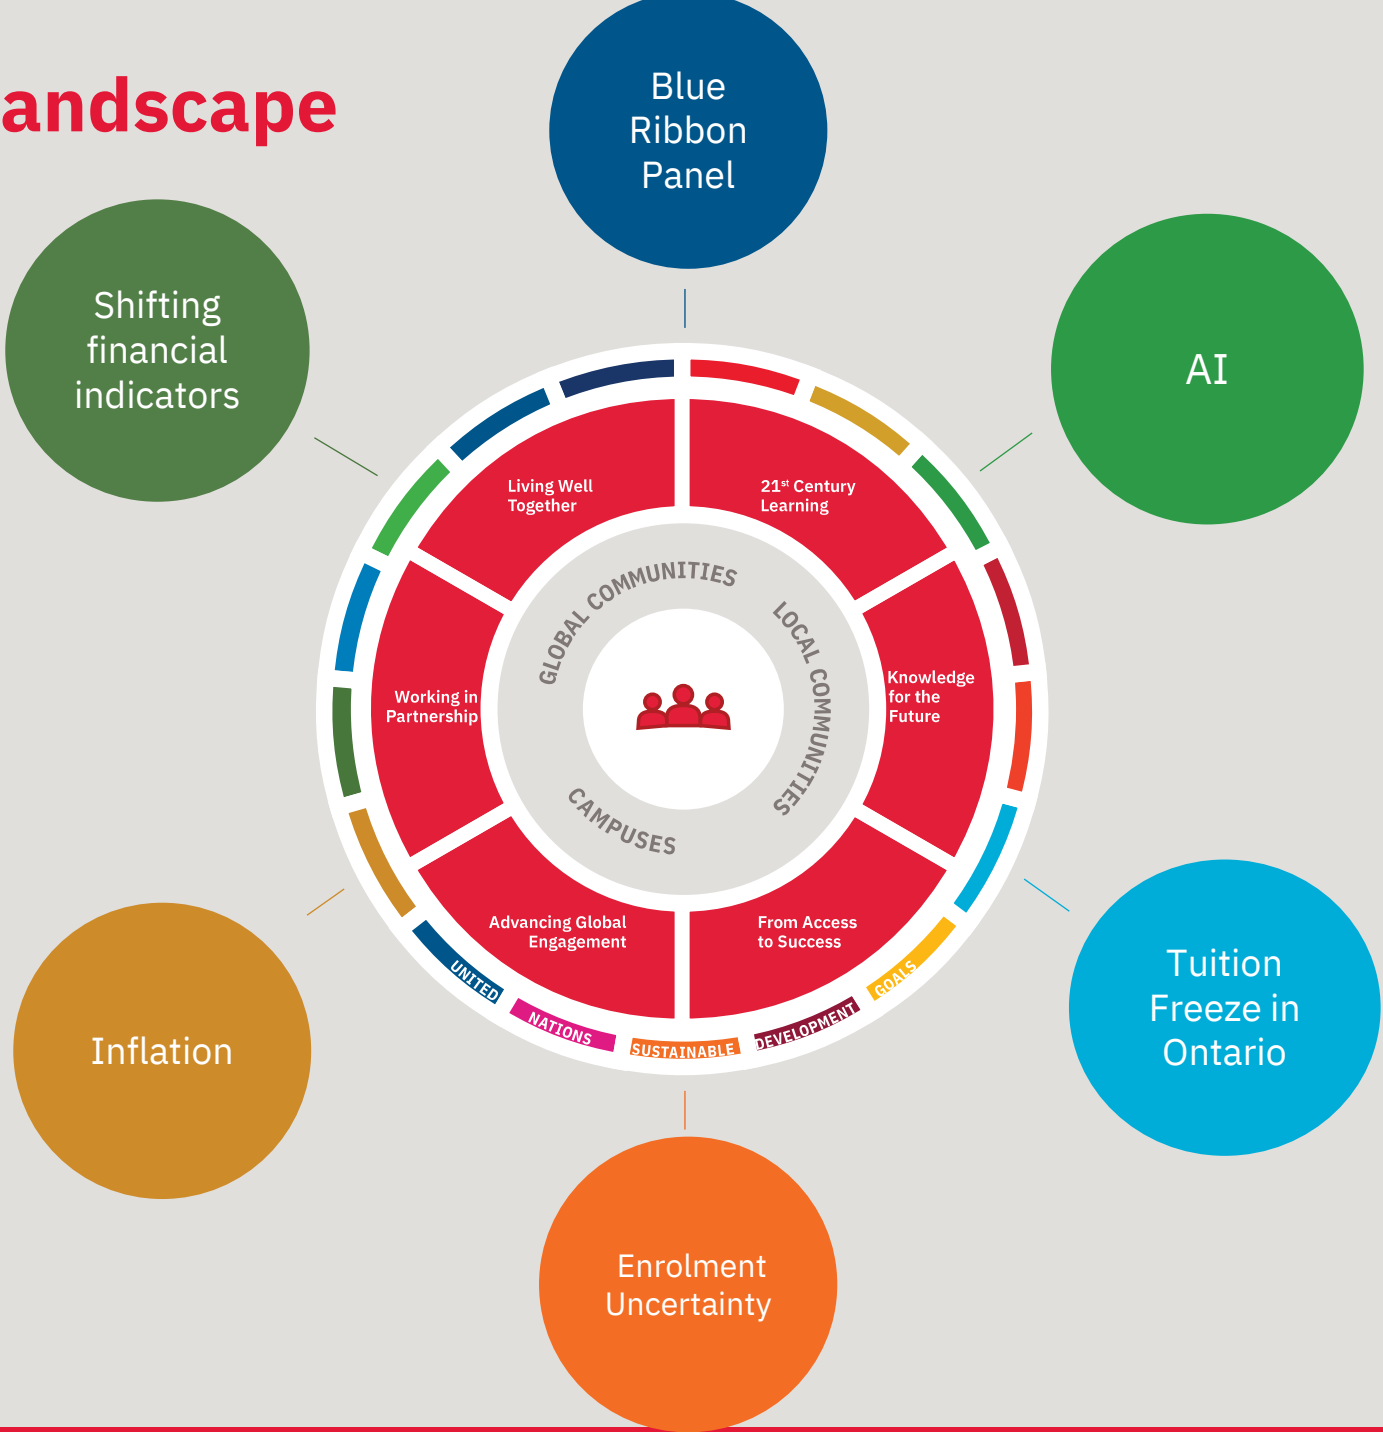 andscape
Blue
Ribbon
Panel
Shifting
financial
indicators
AI
Living Well
Together
21st Century
Learning
GLOBAL COMMUNITIES
LOCAL COMMUNITIES
CAMPUSES
Working in
Partnership
Knowledge
for the
Future
Advancing Global
Engagement
From Access
to Success
UNITED
NATIONS
SUSTAINABLE
DEVELOPMENT
GOALS
Inflation
Tuition
Freeze in
Ontario
Enrolment
Uncertainty